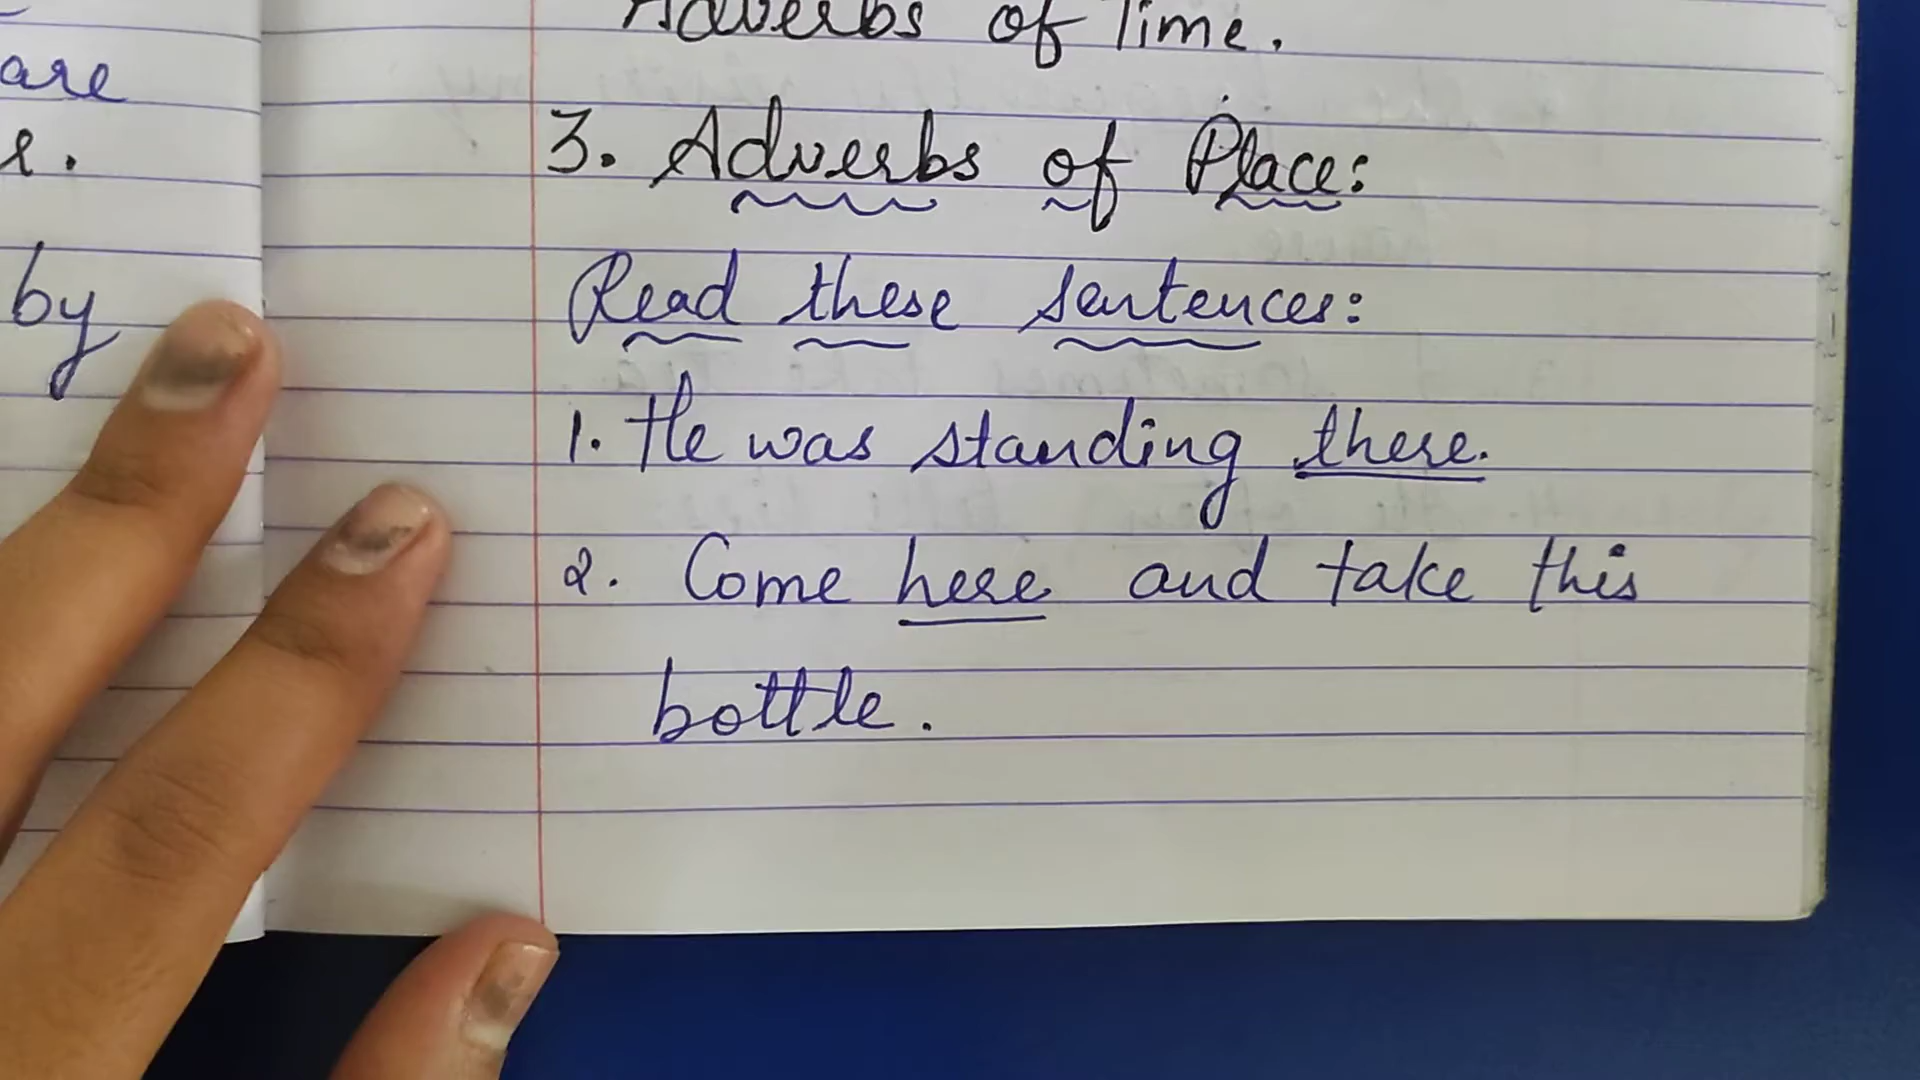 are
by
Adverbs of Time.
3. Adverbs of Place:
Read these sentences:
1. He was standing there.
2. Come here and take this
bottle.